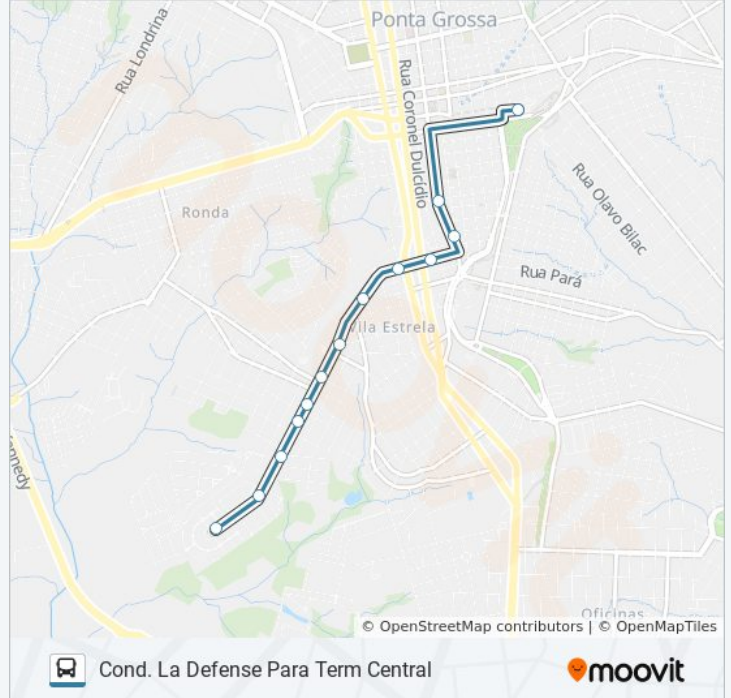 Ponta Grossa
Rua Londrina
Rua Coronel Dulcídio
Rua Olavo Bilac
Ronda
Rua Pará
Vila Estrela
Oficinas
© OpenStreetMap contributors | © OpenMapTiles
Cond. La Defense Para Term Central
moovit